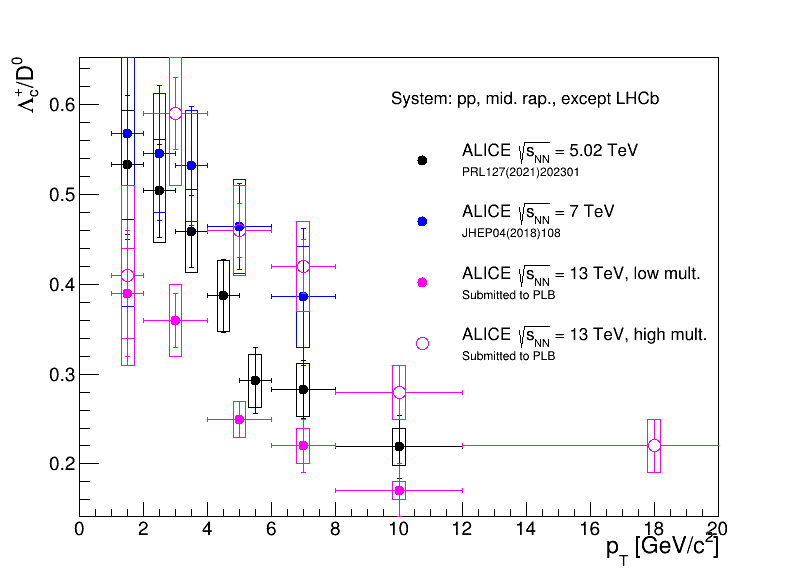 Λc+/D0
0.6
0.5
0.4
0.3
0.2
System: pp, mid. rap., except LHCb
ALICE √sNN = 5.02 TeV
PRL127(2021)202301
ALICE √sNN = 7 TeV
JHEP04(2018)108
ALICE √sNN = 13 TeV, low mult.
Submitted to PLB
ALICE √sNN = 13 TeV, high mult.
Submitted to PLB
0 2 4 6 8 10 12 14 16 18 20
pT [GeV/c2]